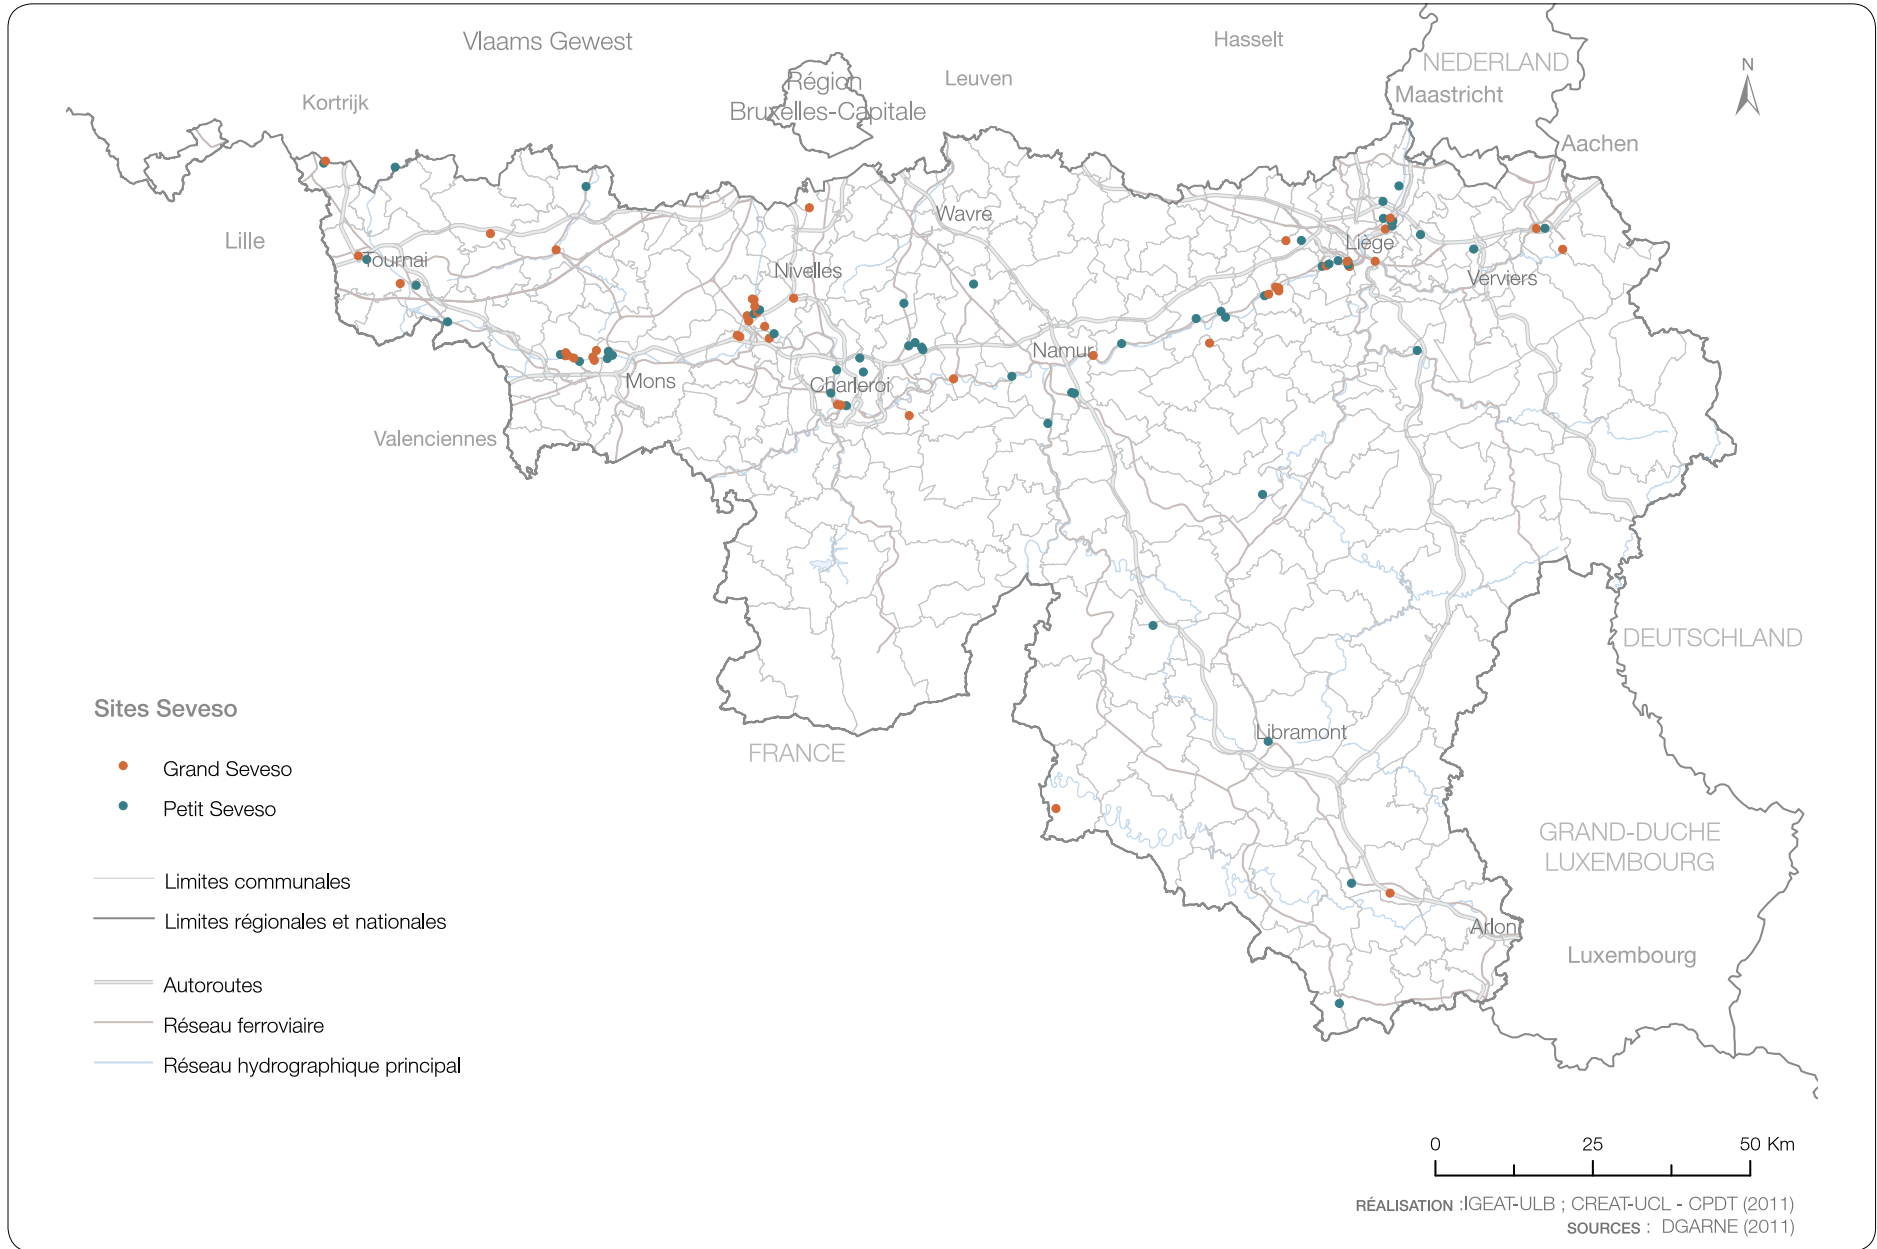 Vlaams Gewest
Hasselt
NEDERLAND
Région
Bruxelles-Capitale
Leuven
N
Kortrijk
Maastricht
Aachen
Wavre
Lille
Tournai
Liège
Nivelles
Verviers
Namur
Mons
Charleroi
Valenciennes
DEUTSCHLAND
Sites Seveso
Grand Seveso
Petit Seveso
FRANCE
Libramont
GRAND-DUCHE
LUXEMBOURG
Limites communales
Limites régionales et nationales
Arlon
Luxembourg
Autoroutes
Réseau ferroviaire
Réseau hydrographique principal
0 25 50 Km
RÉALISATION :IGEAT-ULB ; CREAT-UCL - CPDT (2011)
SOURCES : DGARNE (2011)